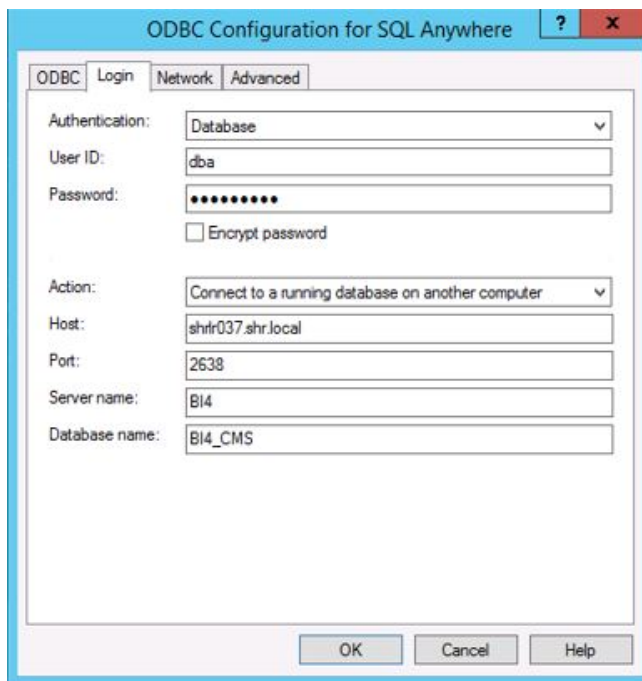 ODBC Configuration for SQL Anywhere ? x
ODBC Login Network Advanced
Authentication: Database
User ID: dba
Password: •••••••••
Encrypt password
Action: Connect to a running database on another computer
Host: shrlr037.shr.local
Port: 2638
Server name: BI4
Database name: BI4_CMS
OK Cancel Help